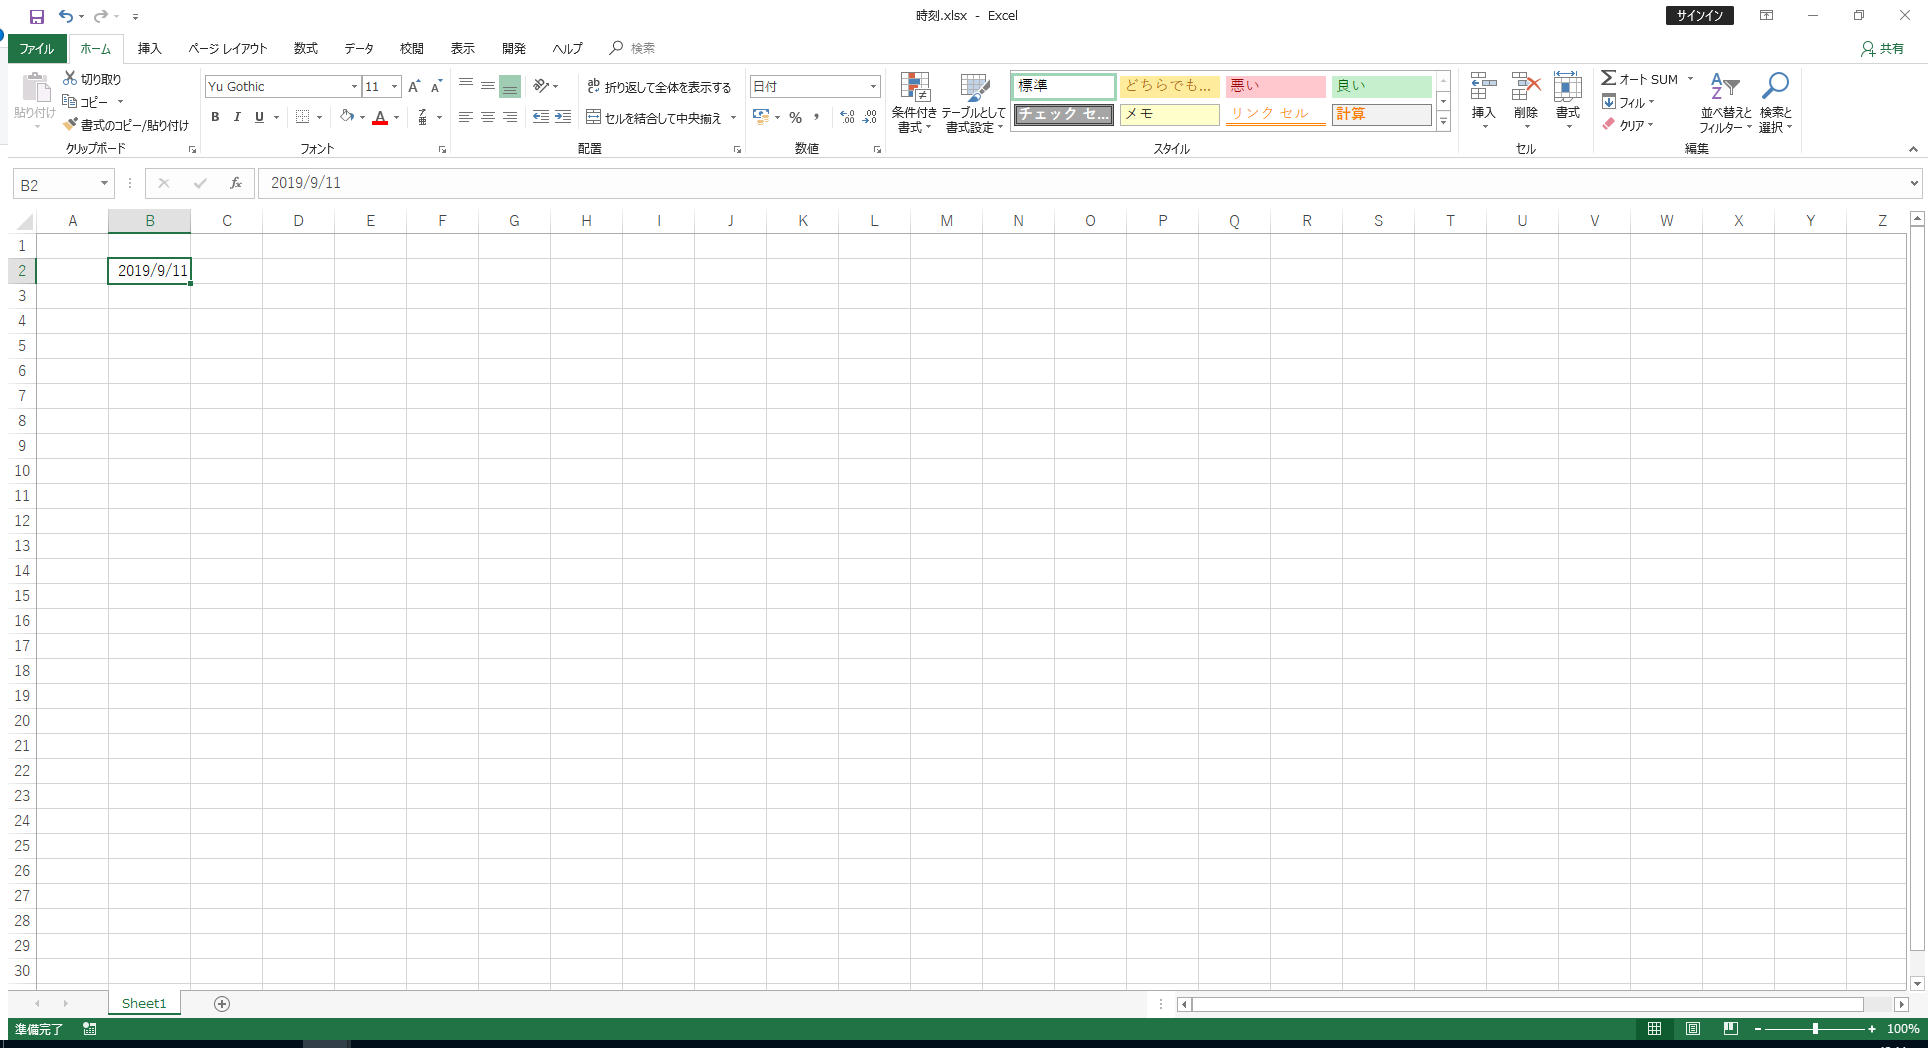 時刻.xlsx - Excel
サインイン
ファイル ホーム 挿入 ページ レイアウト 数式 データ 校閲 表示 開発 ヘルプ 検索
共有
貼り付け
切り取り
コピー
書式のコピー/貼り付け
クリップボード
Yu Gothic 11
B I U
フォント
折り返して全体を表示する
セルを結合して中央揃え
配置
日付
% ,
数値
条件付き書式
テーブルとして書式設定
標準 どちらでも... 悪い 良い
チェック セ... メモ リンク セル 計算
スタイル
挿入 削除 書式
セル
オート SUM
フィル
クリア
並べ替えとフィルター
検索と選択
編集
B2 fx 2019/9/11
A B C D E F G H I J K L M N O P Q R S T U V W X Y Z
1
2 2019/9/11
3
4
5
6
7
8
9
10
11
12
13
14
15
16
17
18
19
20
21
22
23
24
25
26
27
28
29
30
Sheet1
準備完了
100%